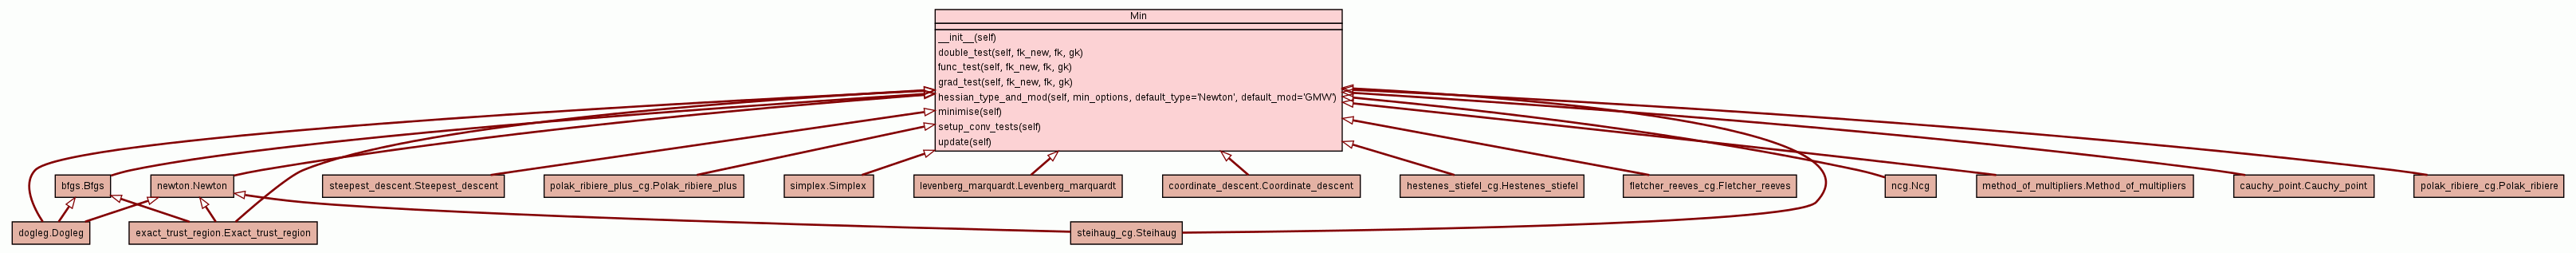 Min
__init__(self)
double_test(self, fk_new, fk, gk)
func_test(self, fk_new, fk, gk)
grad_test(self, fk_new, fk, gk)
hessian_type_and_mod(self, min_options, default_type='Newton', default_mod='GMW')
minimise(self)
setup_conv_tests(self)
update(self)
bfgs.Bfgs
newton.Newton
steepest_descent.Steepest_descent
polak_ribiere_plus_cg.Polak_ribiere_plus
simplex.Simplex
levenberg_marquardt.Levenberg_marquardt
coordinate_descent.Coordinate_descent
hestenes_stiefel_cg.Hestenes_stiefel
fletcher_reeves_cg.Fletcher_reeves
ncg.Ncg
method_of_multipliers.Method_of_multipliers
cauchy_point.Cauchy_point
polak_ribiere_cg.Polak_ribiere
dogleg.Dogleg
exact_trust_region.Exact_trust_region
steihaug_cg.Steihaug